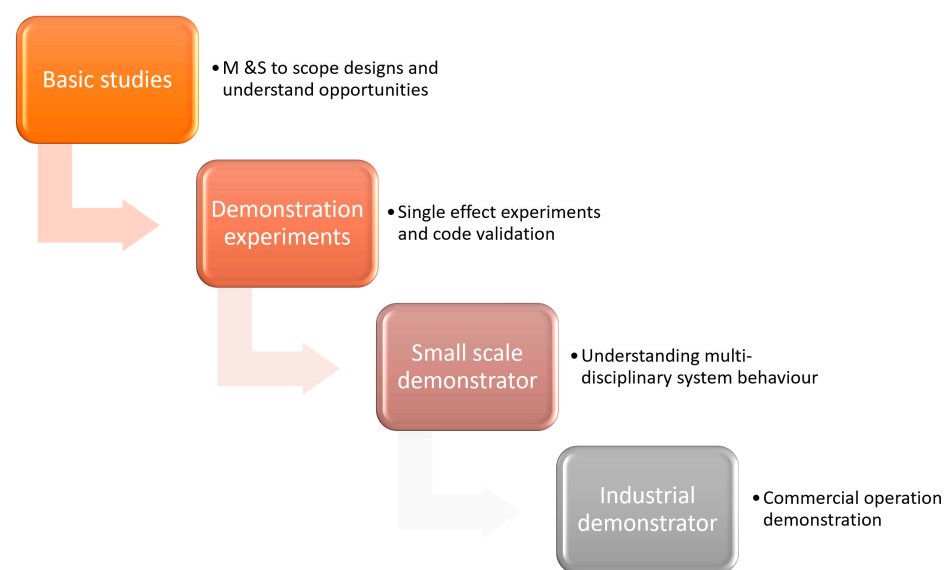 Basic studies
•M &S to scope designs and
understand opportunities
Demonstration
experiments
•Single effect experiments
and code validation
Small scale
demonstrator
•Understanding multi-
disciplinary system behaviour
Industrial
demonstrator
•Commercial operation
demonstration